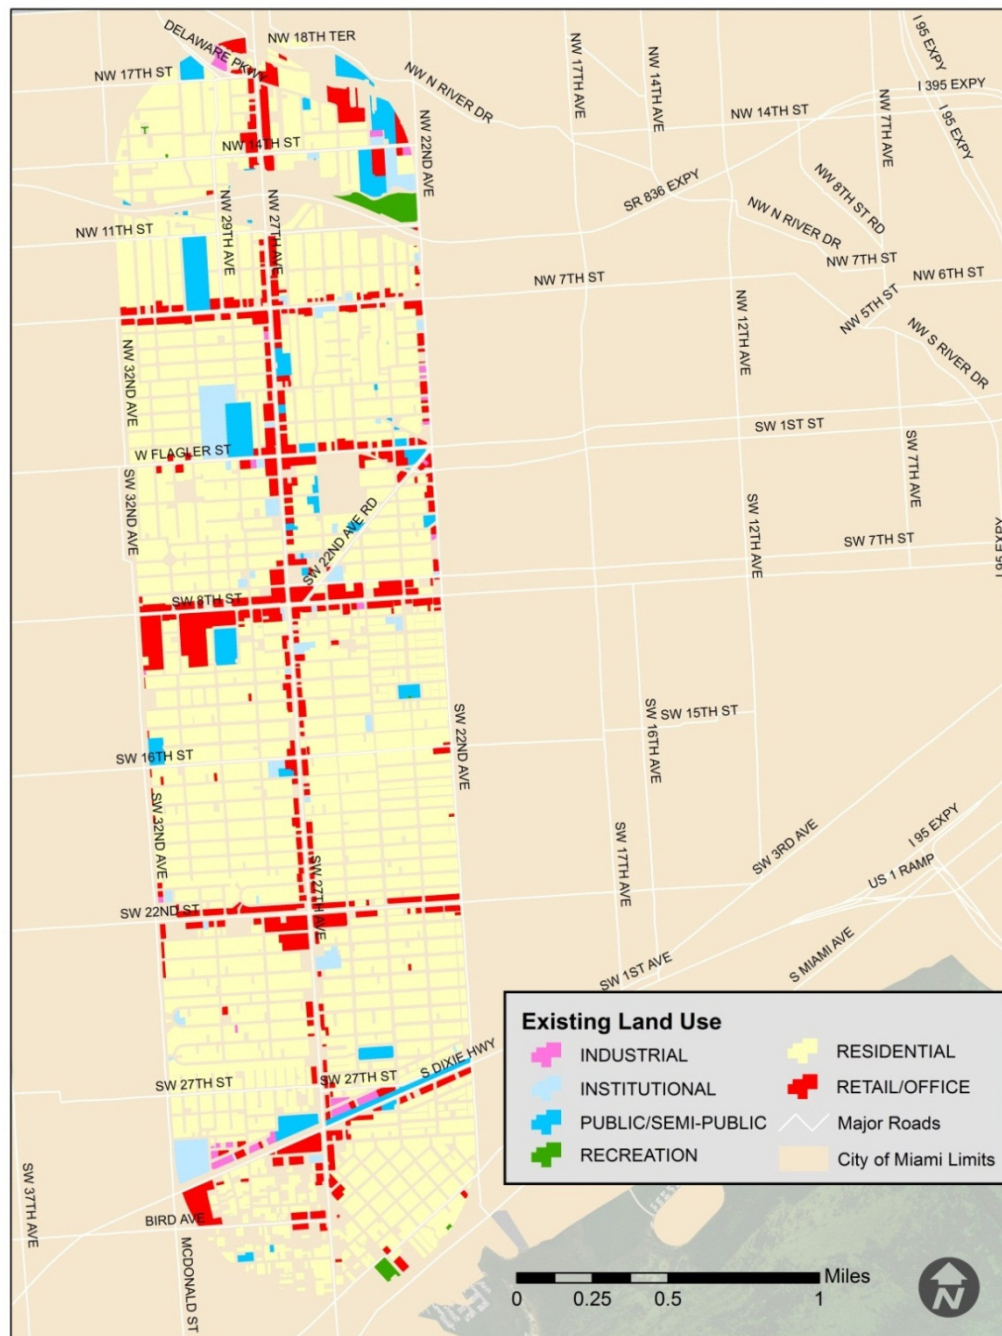 DELAWARE PKWY
NW 18TH TER
NW 17TH ST
NW N RIVER DR
NW 17TH AVE
NW 14TH AVE
I 95 EXPY
I 395 EXPY
I 95 EXPY
NW 14TH ST
NW 7TH AVE
NW 14TH ST
NW 22ND AVE
NW 8TH ST RD
SR 836 EXPY
NW N RIVER DR
NW 11TH ST
NW 29TH AVE
NW 27TH AVE
NW 7TH ST
NW 7TH ST
NW 6TH ST
NW 5TH ST
NW S RIVER DR
NW 12TH AVE
NW 32ND AVE
W FLAGLER ST
SW 1ST ST
SW 7TH AVE
SW 32ND AVE
SW 22ND AVE RD
SW 12TH AVE
SW 7TH ST
I 95 EXPY
SW 8TH ST
SW 22ND AVE
SW 16TH AVE
SW 15TH ST
SW 16TH ST
SW 32ND AVE
SW 17TH AVE
SW 3RD AVE
I 95 EXPY
US 1 RAMP
SW 27TH AVE
SW 22ND ST
SW 1ST AVE
S MIAMI AVE
S DIXIE HWY
SW 27TH ST
SW 27TH ST
SW 37TH AVE
BIRD AVE
MCDONALD ST
Existing Land Use
INDUSTRIAL
INSTITUTIONAL
PUBLIC/SEMI-PUBLIC
RECREATION
RESIDENTIAL
RETAIL/OFFICE
Major Roads
City of Miami Limits
Miles
0 0.25 0.5 1
N